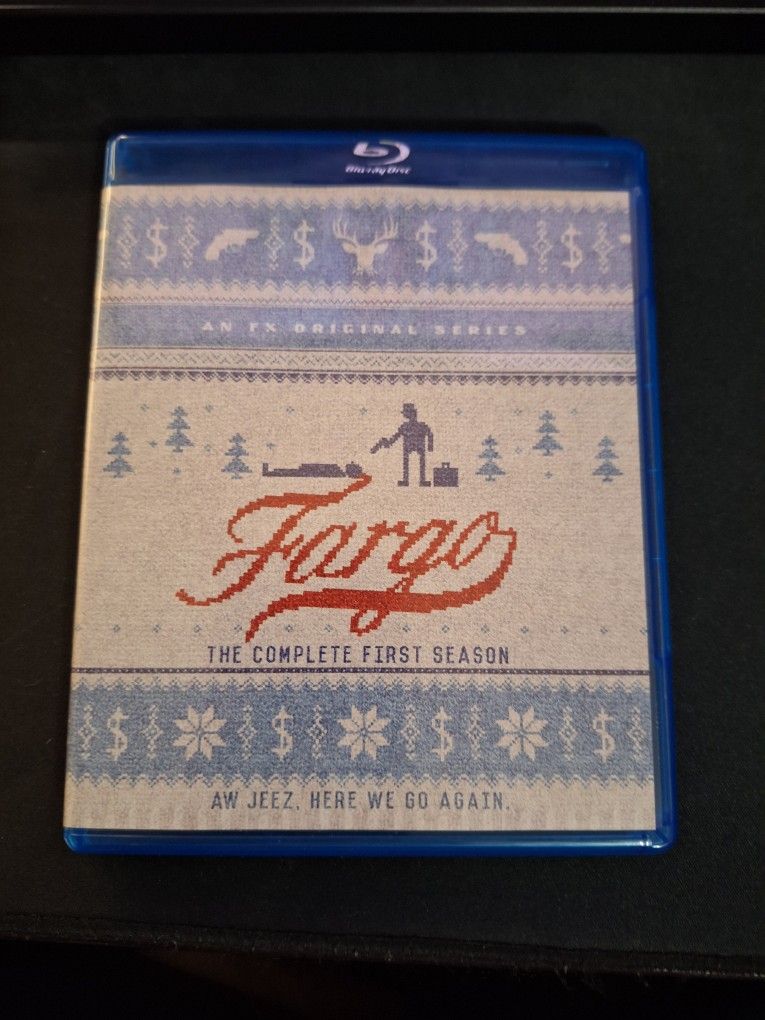 Blu-ray Disc
AN FX ORIGINAL SERIES
Fargo
THE COMPLETE FIRST SEASON
AW JEEZ, HERE WE GO AGAIN.